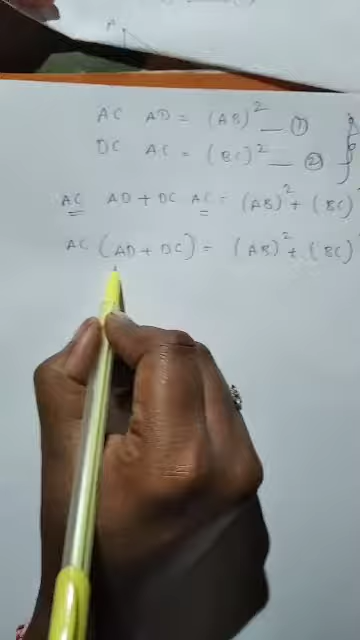 A
AC AD = (AB)² — ①
DC AC = (BC)² — ②
AC AD + DC AC = (AB)² + (BC)²
AC (AD + DC) = (AB)² + (BC)²